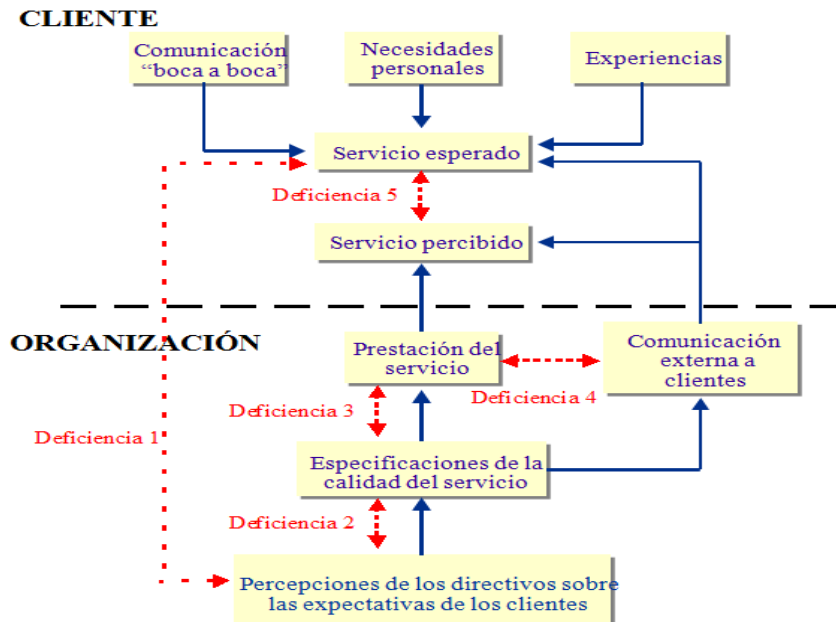 CLIENTE
Comunicación
“boca a boca”
Necesidades
personales
Experiencias
Servicio esperado
Deficiencia 5
Servicio percibido
ORGANIZACIÓN
Prestación del
servicio
Comunicación
externa a
clientes
Deficiencia 4
Deficiencia 3
Deficiencia 1
Especificaciones de la
calidad del servicio
Deficiencia 2
Percepciones de los directivos sobre
las expectativas de los clientes